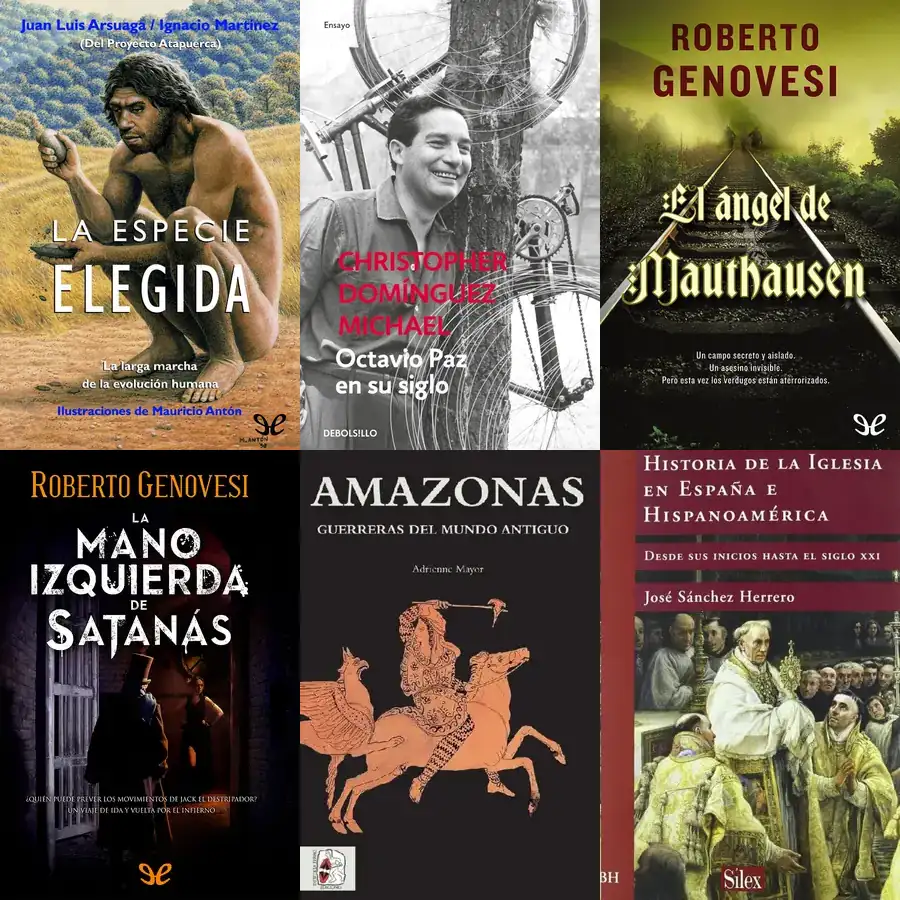 Juan Luis Arsuaga / Ignacio Martínez
(Del Proyecto Atapuerca)
LA ESPECIE
ELEGIDA
La larga marcha
de la evolución humana
Ilustraciones de Mauricio Antón
M. ANTÓN
Ensayo
CHRISTOPHER
DOMÍNGUEZ
MICHAEL
Octavio Paz
en su siglo
DEBOLS!LLO
ROBERTO
GENOVESI
El ángel de
Mauthausen
Un campo secreto y aislado.
Un asesino invisible.
Pero esta vez los verdugos están aterrorizados.
ROBERTO GENOVESI
LA
MANO
IZQUIERDA
DE
SATANÁS
¿QUIÉN PUEDE PREVER LOS MOVIMIENTOS DE JACK EL DESTRIPADOR?
UN VIAJE DE IDA Y VUELTA POR EL INFIERNO
AMAZONAS
GUERRERAS DEL MUNDO ANTIGUO
Adrienne Mayor
HISTORIA DE LA IGLESIA
EN ESPAÑA E
HISPANOAMÉRICA
DESDE SUS INICIOS HASTA EL SIGLO XXI
José Sánchez Herrero
BH
Sílex